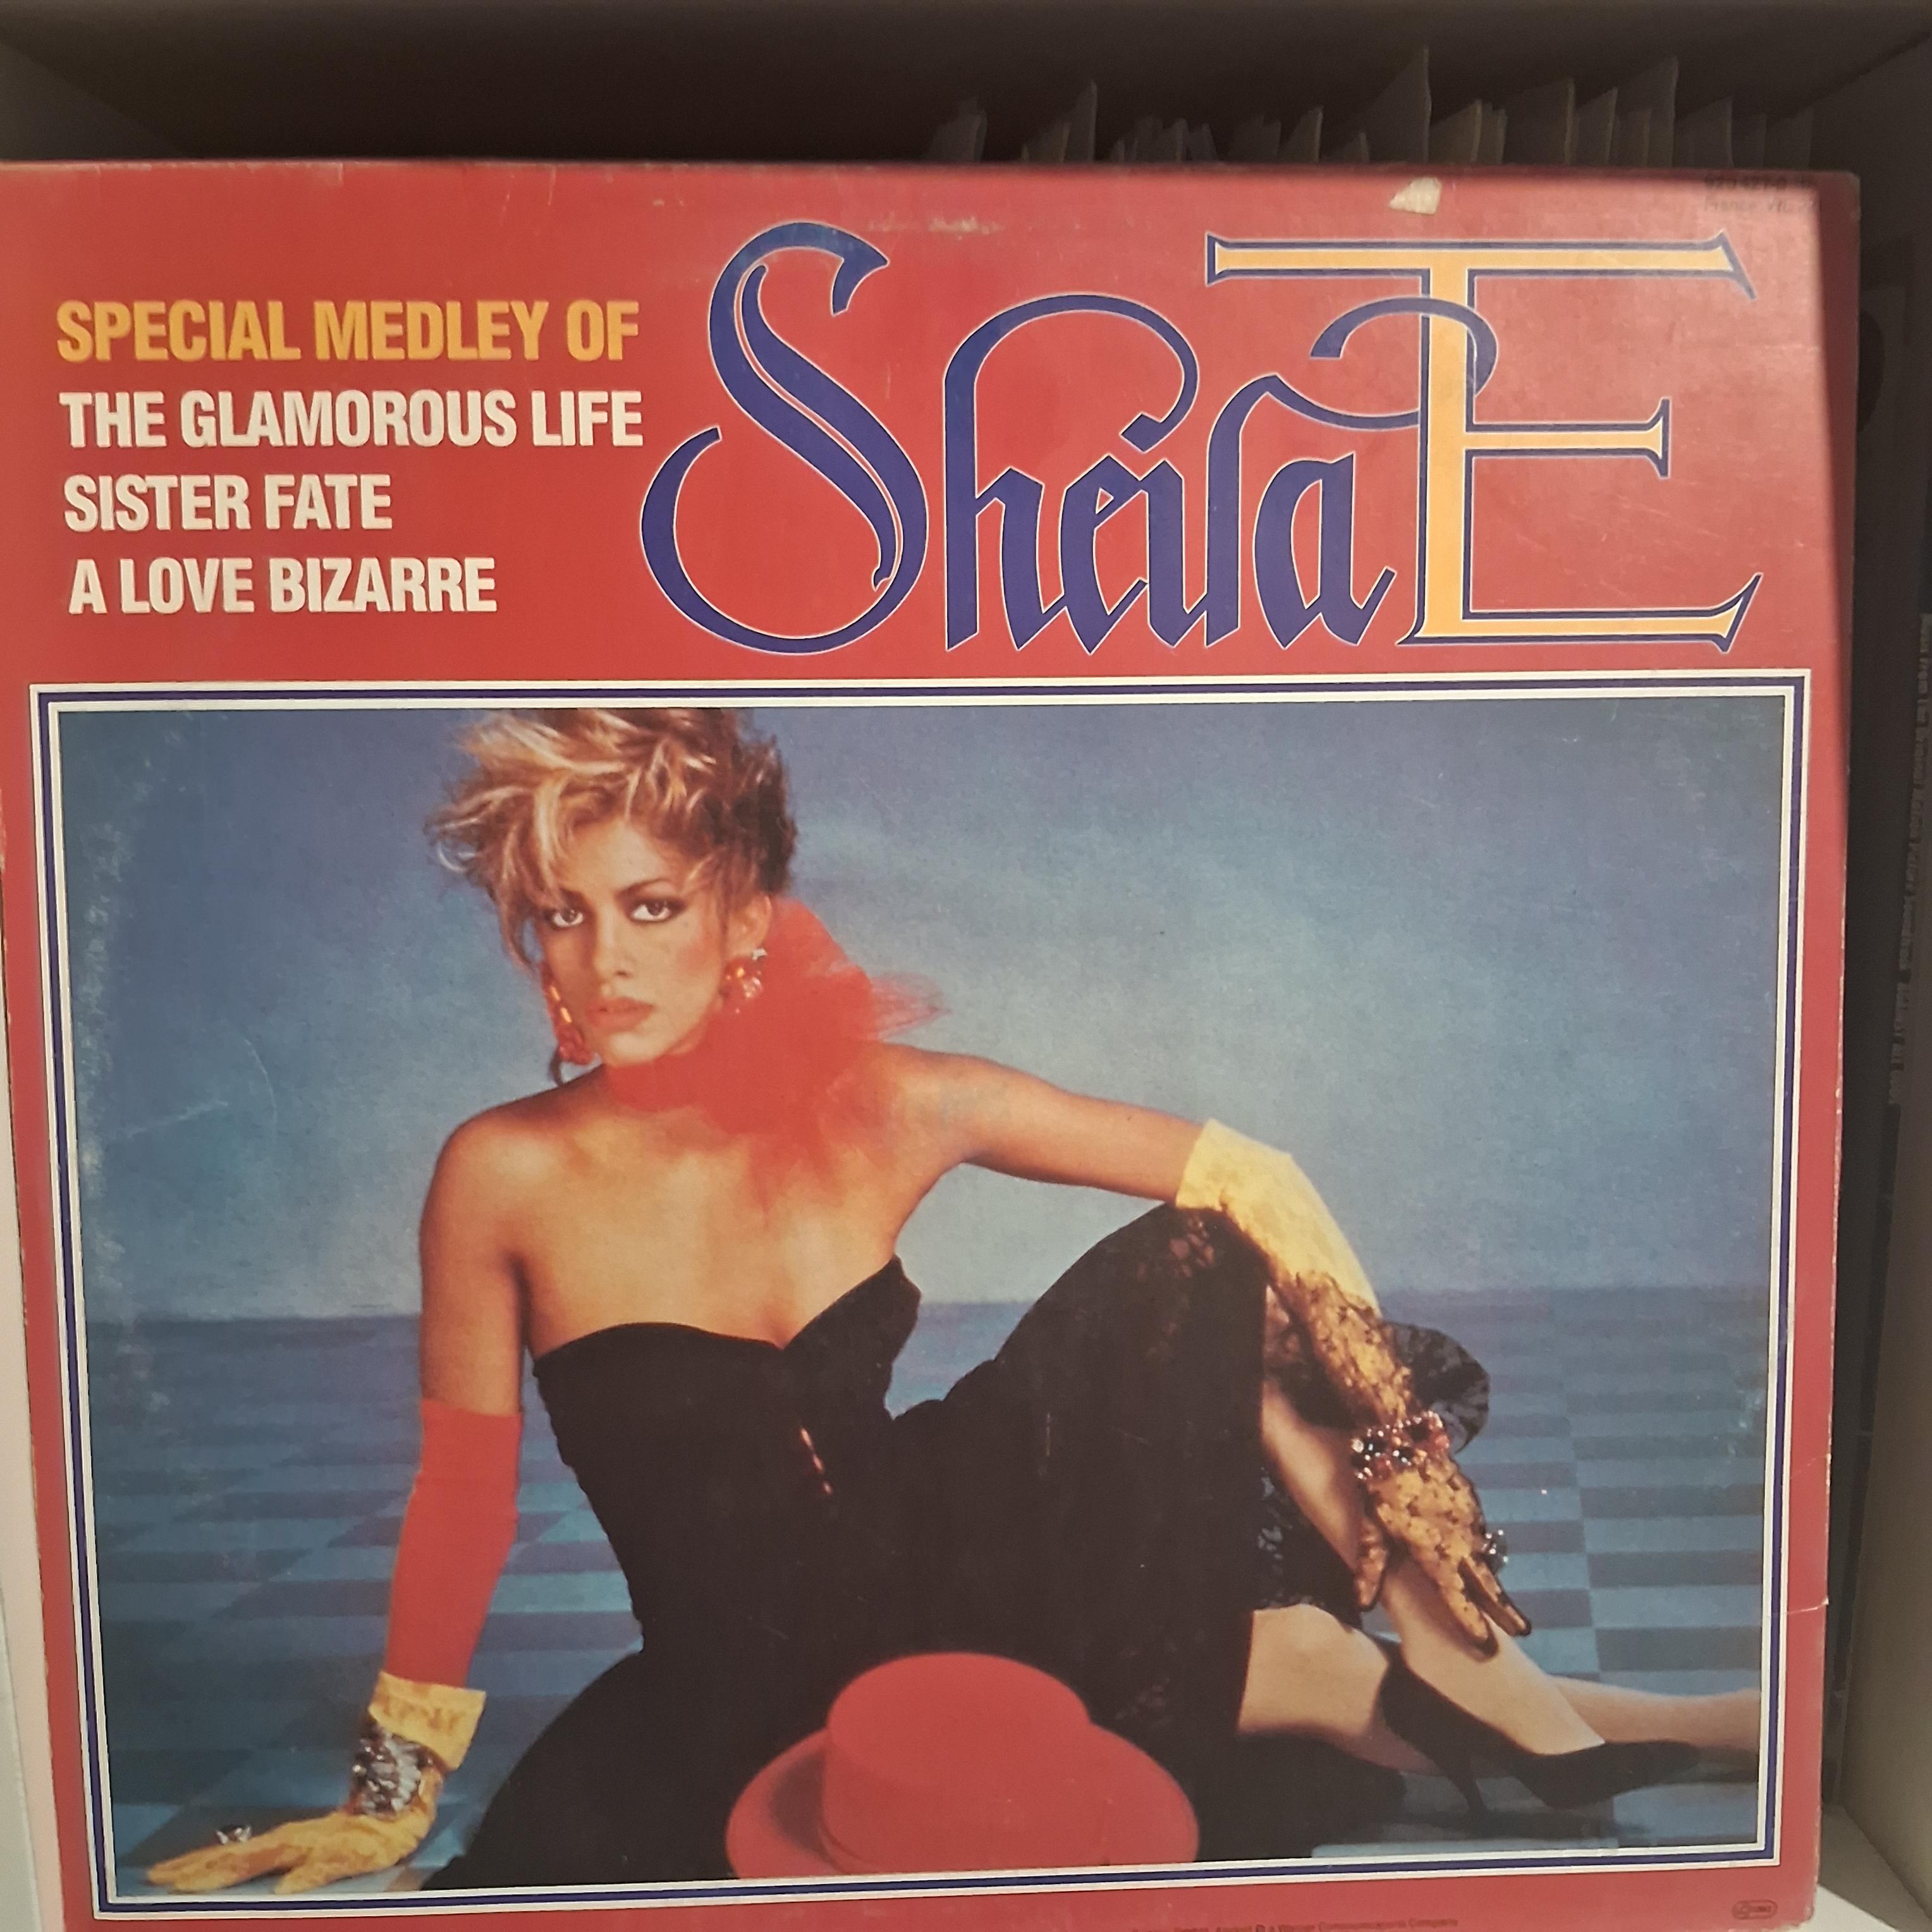 SPECIAL MEDLEY OF
THE GLAMOROUS LIFE
SISTER FATE
A LOVE BIZARRE
Sheila E